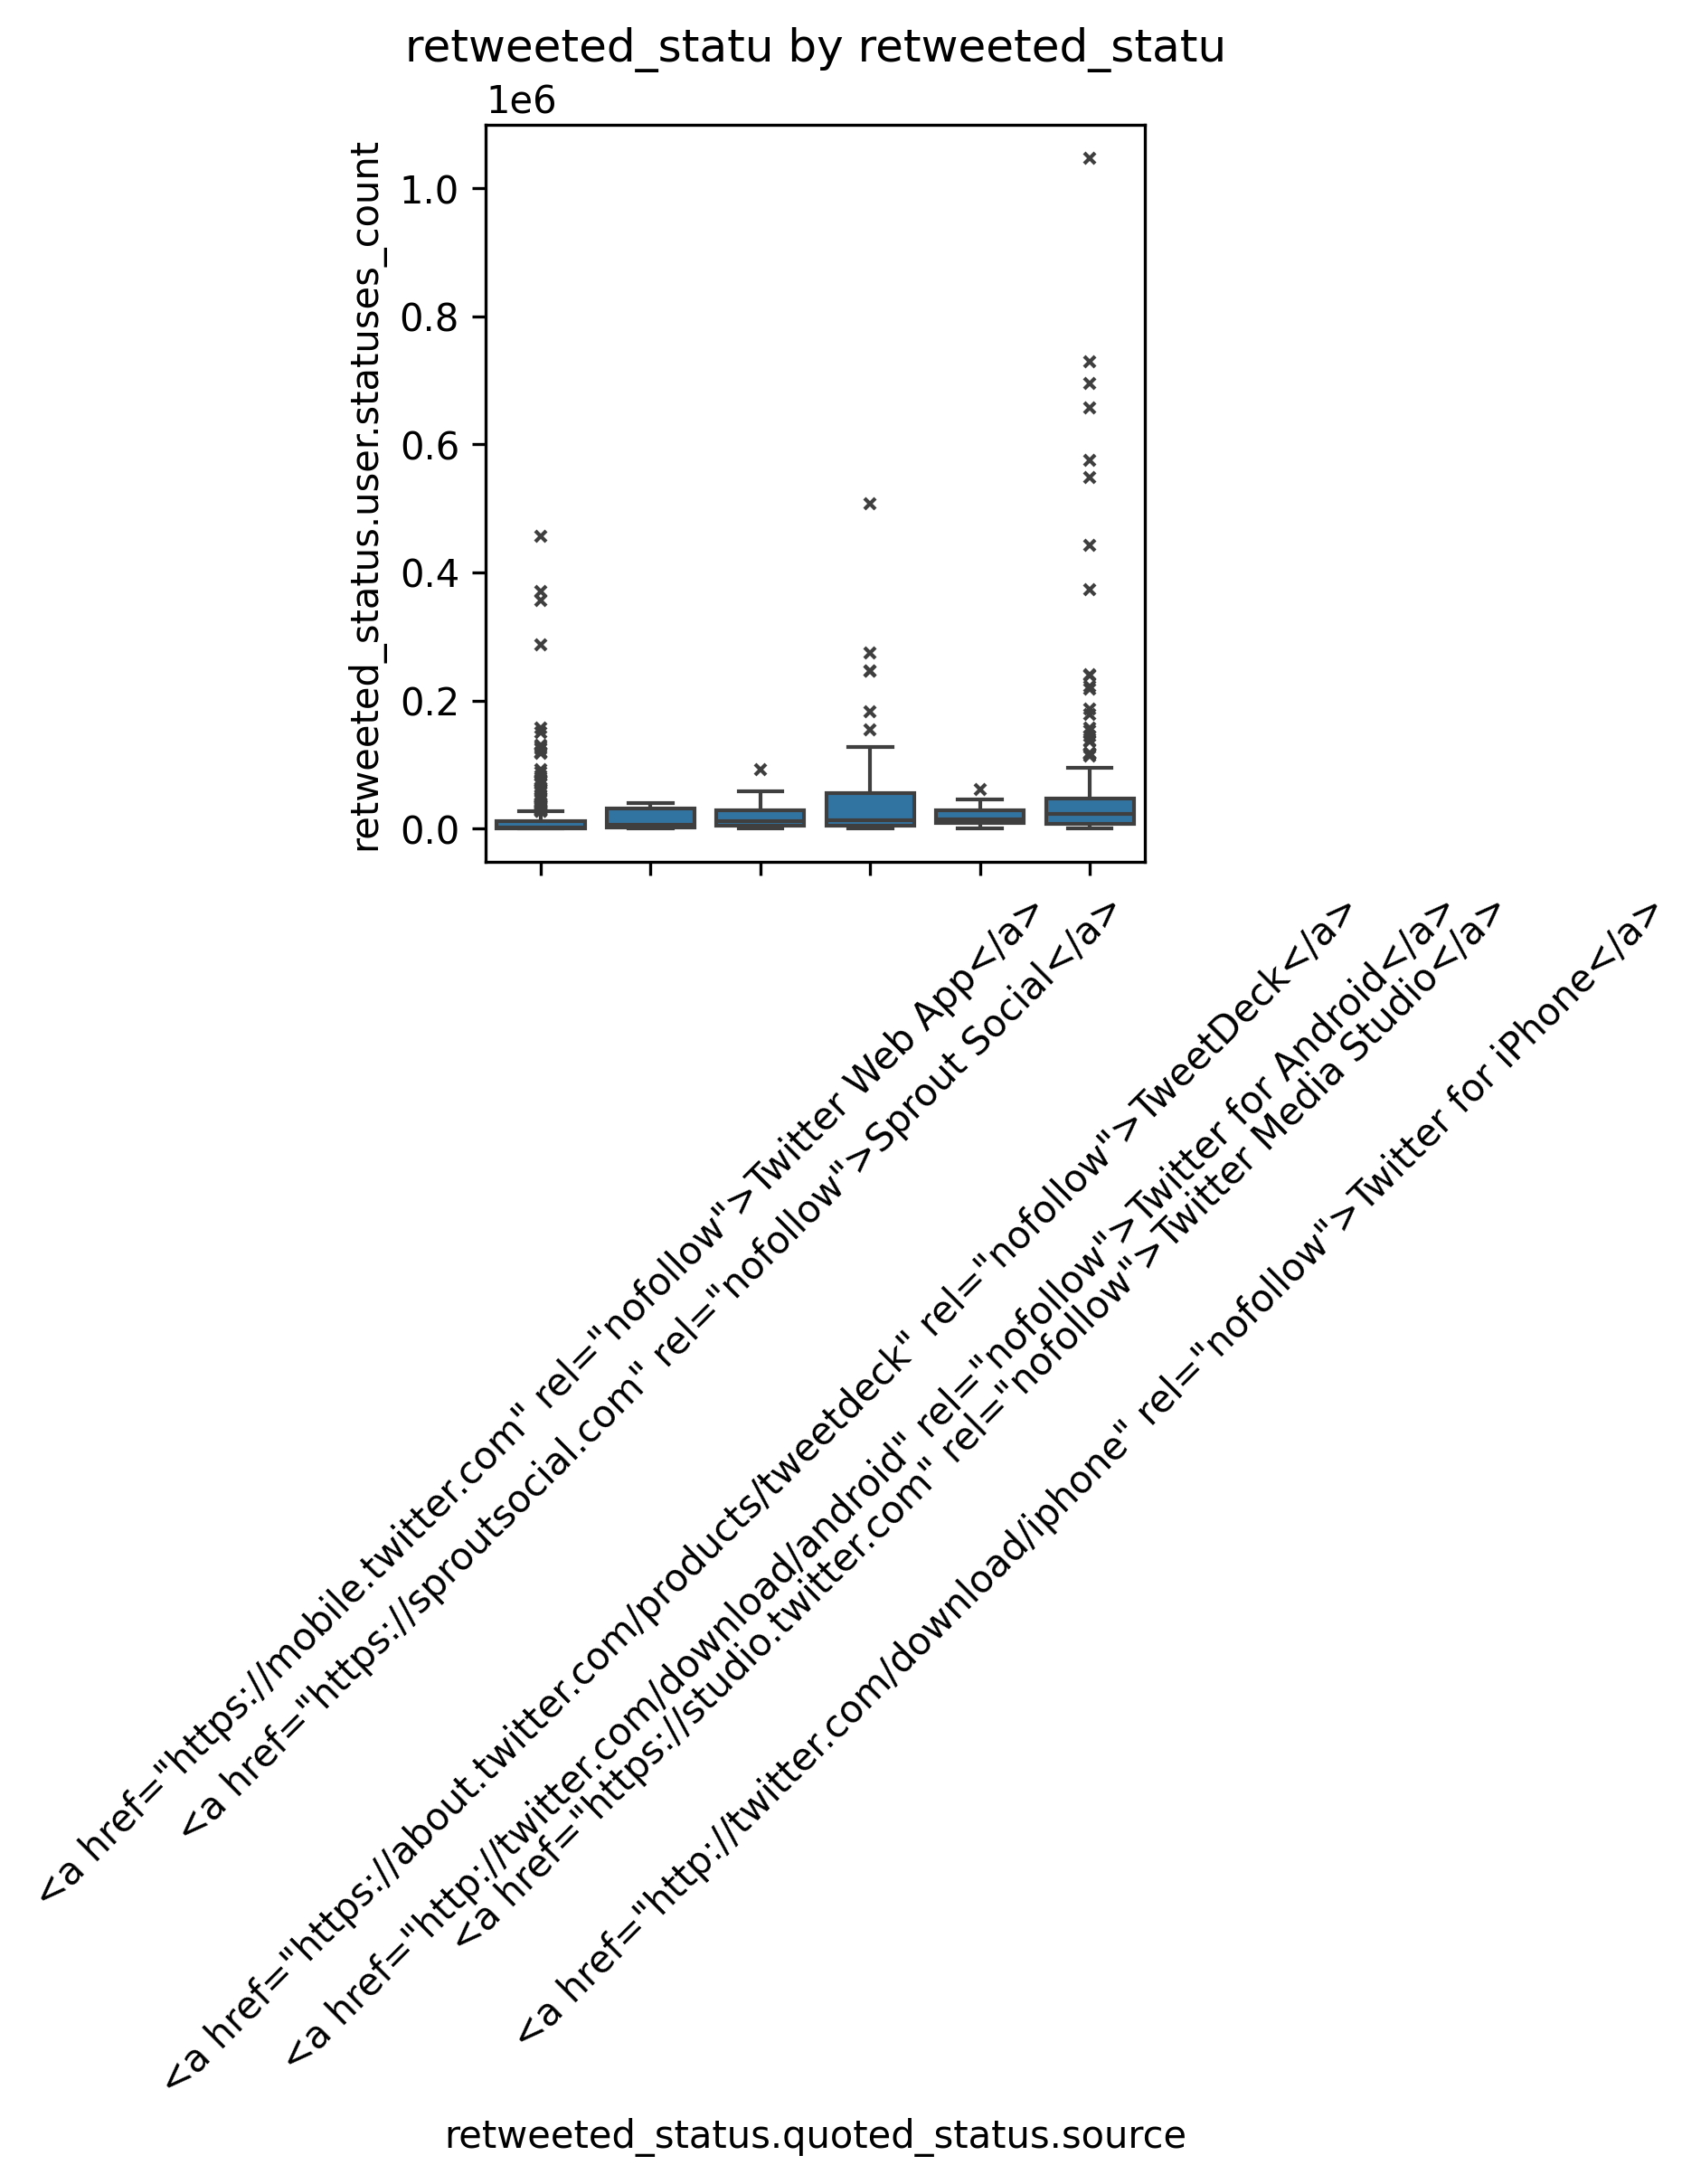 retweeted_statu by retweeted_statu
1e6
retweeted_status.user.statuses_count
1.0
0.8
0.6
0.4
0.2
0.0
<a href="https://mobile.twitter.com" rel="nofollow">Twitter Web App</a>
<a href="https://sproutsocial.com" rel="nofollow">Sprout Social</a>
<a href="https://about.twitter.com/products/tweetdeck" rel="nofollow">TweetDeck</a>
<a href="http://twitter.com/download/android" rel="nofollow">Twitter for Android</a>
<a href="https://studio.twitter.com" rel="nofollow">Twitter Media Studio</a>
<a href="http://twitter.com/download/iphone" rel="nofollow">Twitter for iPhone</a>
retweeted_status.quoted_status.source